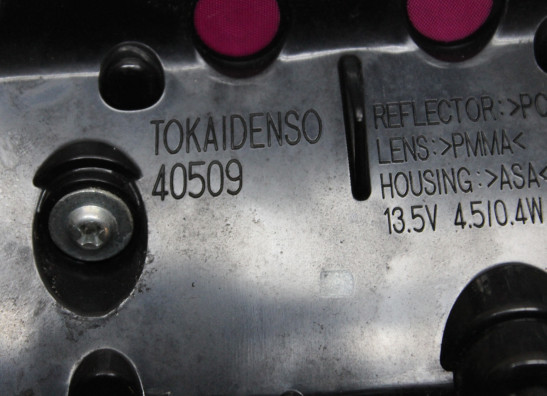 TOKAIDENSO
40509
REFLECTOR:>PC
LENS:>PMMA<
HOUSING:>ASA<
13.5V 4.5/0.4W